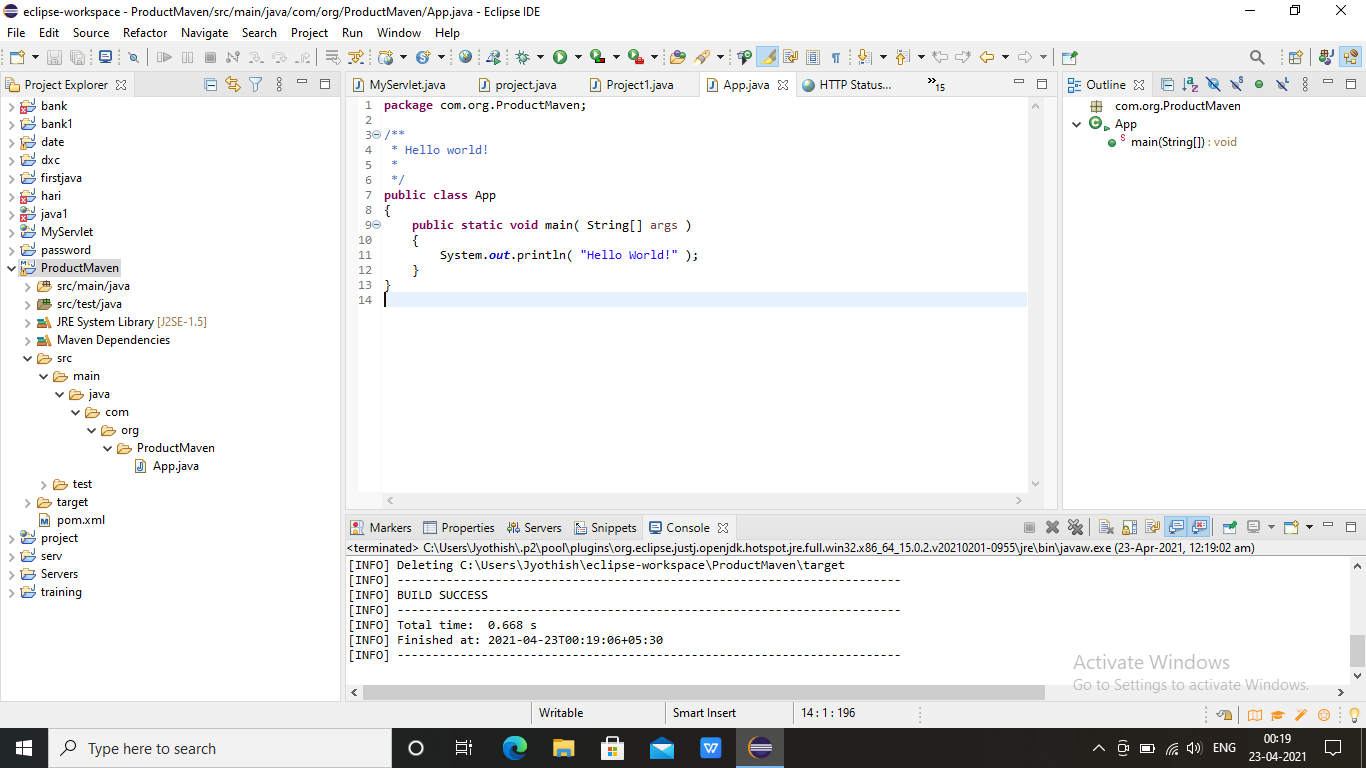 eclipse-workspace - ProductMaven/src/main/java/com/org/ProductMaven/App.java - Eclipse IDE
File Edit Source Refactor Navigate Search Project Run Window Help
Project Explorer
bank
bank1
date
dxc
firstjava
hari
java1
MyServlet
password
ProductMaven
src/main/java
src/test/java
JRE System Library [J2SE-1.5]
Maven Dependencies
src
main
java
com
org
ProductMaven
App.java
test
target
pom.xml
project
serv
Servers
training
MyServlet.java project.java Project1.java App.java HTTP Status... »15
1 package com.org.ProductMaven;
2
3 /**
4 * Hello world!
5 *
6 */
7 public class App
8 {
9 public static void main( String[] args )
10 {
11 System.out.println( "Hello World!" );
12 }
13 }
14
Outline
com.org.ProductMaven
App
main(String[]) : void
Markers Properties Servers Snippets Console
<terminated> C:\Users\Jyothish\.p2\pool\plugins\org.eclipse.justj.openjdk.hotspot.jre.full.win32.x86_64_15.0.2.v20210201-0955\jre\bin\javaw.exe (23-Apr-2021, 12:19:02 am)
[INFO] Deleting C:\Users\Jyothish\eclipse-workspace\ProductMaven\target
[INFO] ------------------------------------------------------------------------
[INFO] BUILD SUCCESS
[INFO] ------------------------------------------------------------------------
[INFO] Total time:  0.668 s
[INFO] Finished at: 2021-04-23T00:19:06+05:30
[INFO] ------------------------------------------------------------------------
Activate Windows
Go to Settings to activate Windows.
Writable Smart Insert 14 : 1 : 196
Type here to search
ENG
00:19
23-04-2021